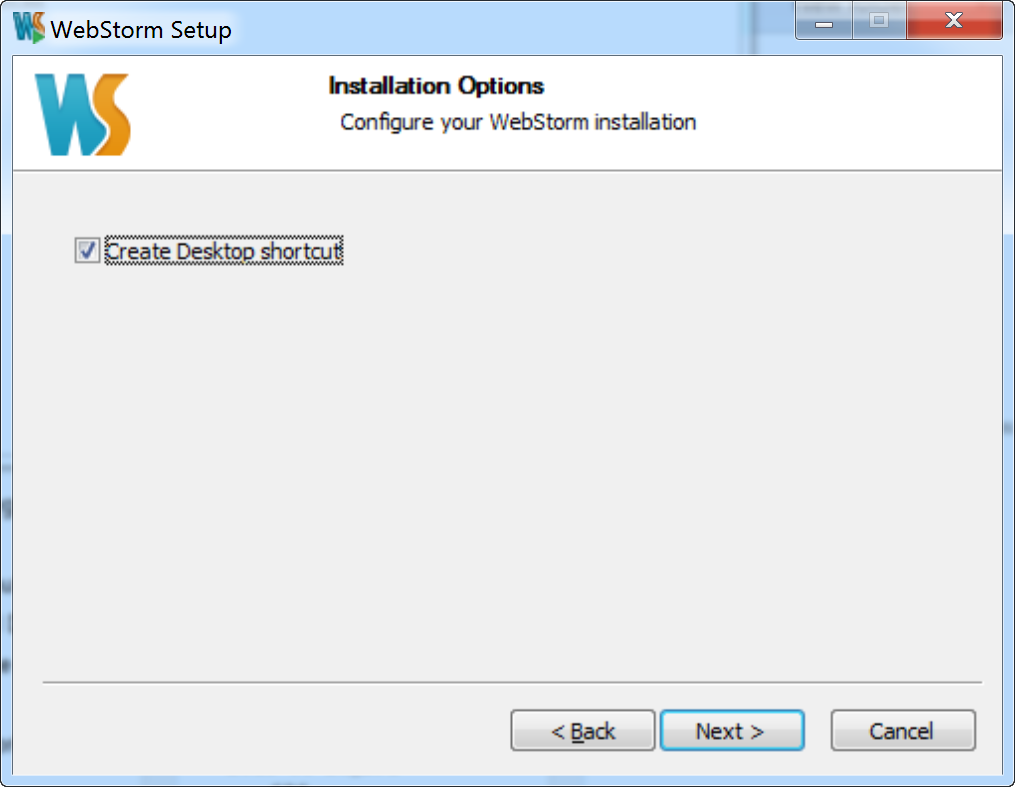 WebStorm Setup
WS
Installation Options
Configure your WebStorm installation
Create Desktop shortcut
< Back
Next >
Cancel